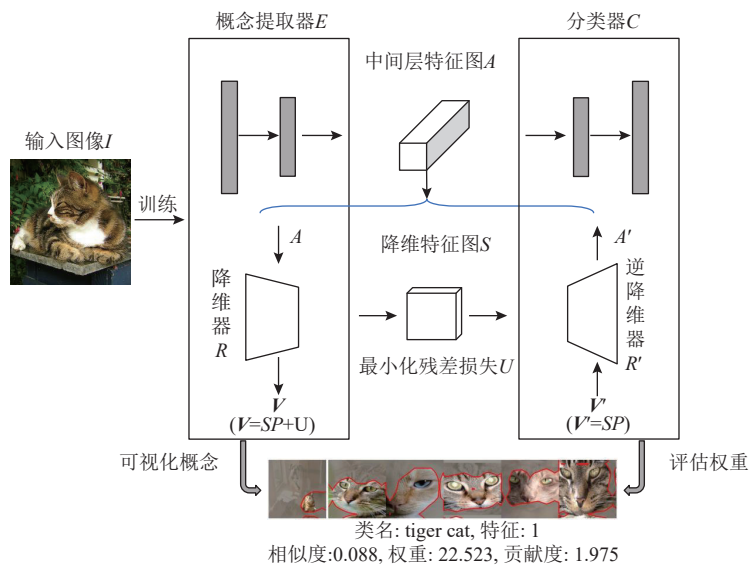 概念提取器E
分类器C
中间层特征图A
输入图像I
训练
A
降维特征图S
A′
降维器
R
逆降维器
R′
最小化残差损失U
V
(V=SP+U)
V′
(V′=SP)
可视化概念
评估权重
类名: tiger cat, 特征: 1
相似度:0.088, 权重: 22.523, 贡献度: 1.975